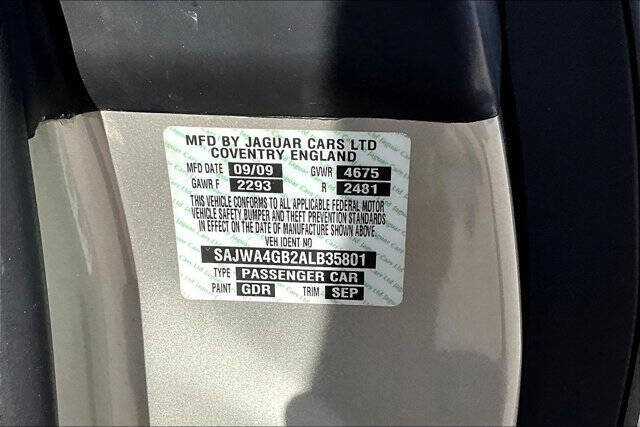 MFD BY JAGUAR CARS LTD
COVENTRY ENGLAND
MFD DATE 09/09 GVWR 4675
GAWR F 2293 R 2481
THIS VEHICLE CONFORMS TO ALL APPLICABLE FEDERAL MOTOR
VEHICLE SAFETY, BUMPER AND THEFT PREVENTION STANDARDS
IN EFFECT ON THE DATE OF MANUFACTURE SHOWN ABOVE.
VEH IDENT NO
SAJWA4GB2ALB35801
TYPE PASSENGER CAR
PAINT GDR TRIM SEP